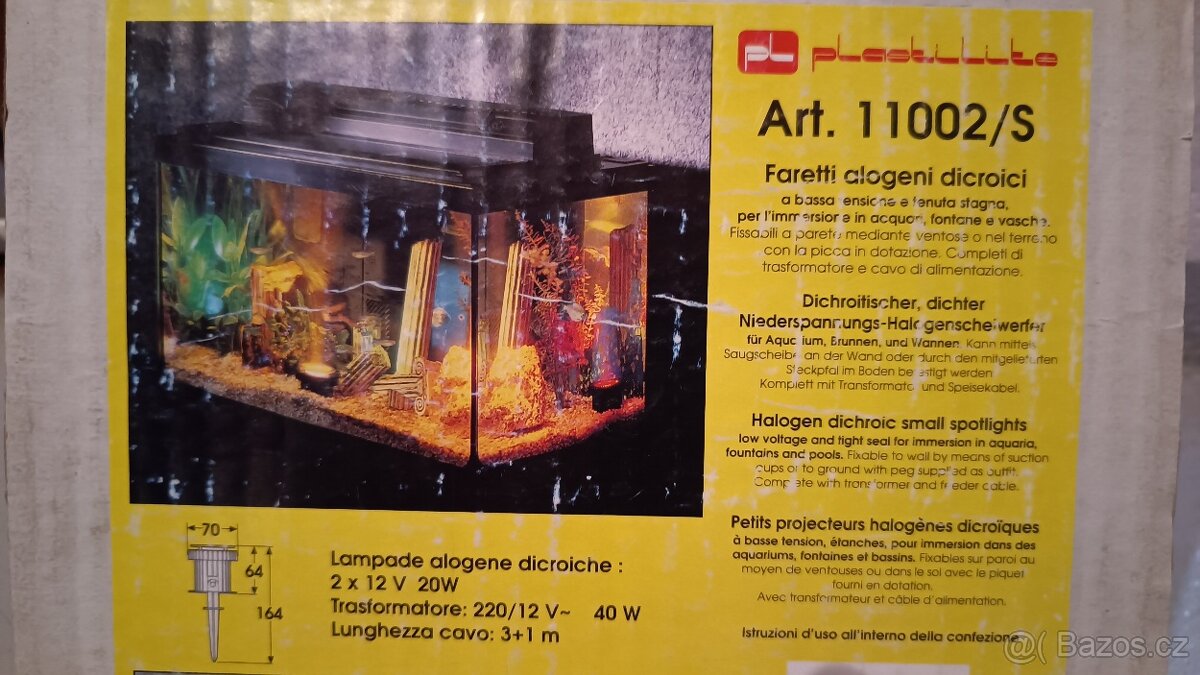 pl plastillite
Art. 11002/S
Faretti alogeni dicroici
a bassa tensione e tenuta stagna,
per l'immersione in acquari, fontane e vasche.
Fissabili a parete mediante ventose o nel terreno
con la picca in dotazione. Completi di
trasformatore e cavo di alimentazione.
Dichroitischer, dichter
Niederspannungs-Halogenscheiwerfer
für Aquarium, Brunnen, und Wannen. Kann mittels
Saugscheibe an der Wand oder durch den mitgelieferten
Steckpfal im Boden befestigt werden
Komplett mit Transformator und Speisekabel.
Halogen dichroic small spotlights
low voltage and tight seal for immersion in aquaria,
fountains and pools. Fixable to wall by means of suction
cups or to ground with peg supplied as outfit.
Complete with transformer and feeder cable.
Petits projecteurs halogènes dicroïques
à basse tension, étanches, pour immersion dans des
aquariums, fontaines et bassins. Fixables sur paroi au
moyen de ventouses ou dans le sol avec le piquet
fourni en dotation.
Avec transformateur et câble d'alimentation.
Istruzioni d'uso all'interno della confezione
70
64
164
Lampade alogene dicroiche :
2 x 12 V 20W
Trasformatore: 220/12 V~ 40 W
Lunghezza cavo: 3+1 m
@( Bazos.cz